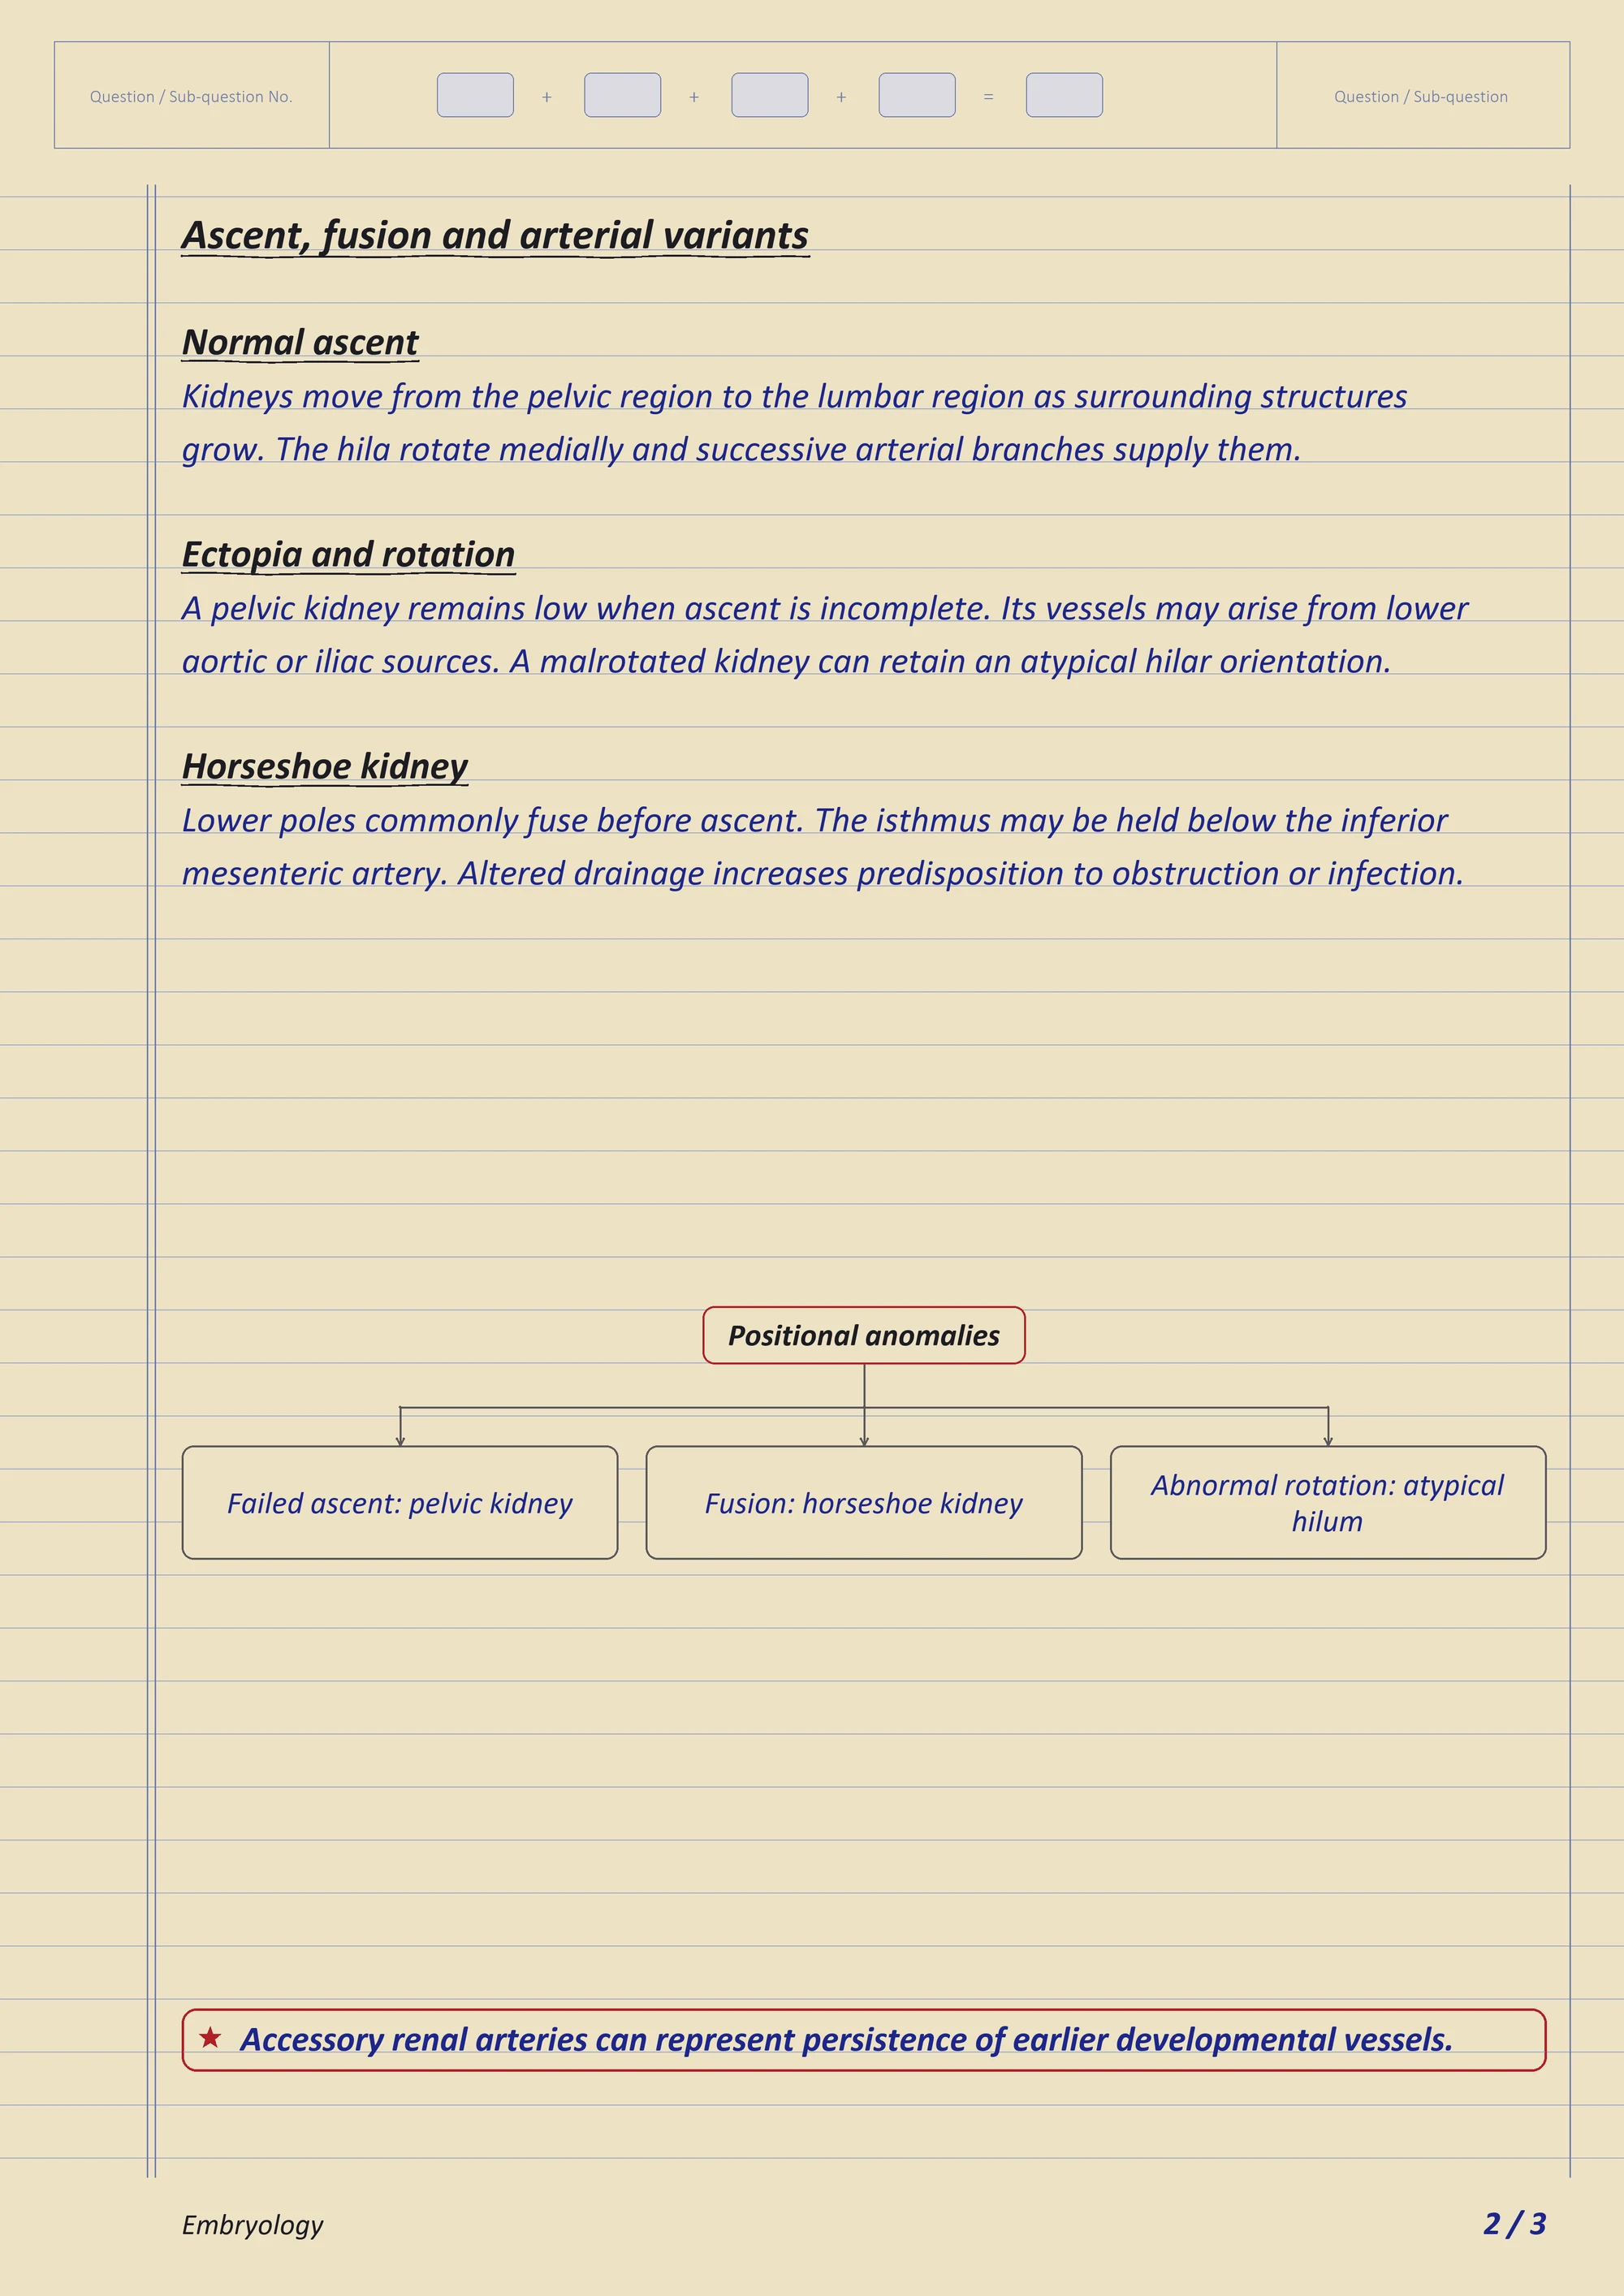 Question / Sub-question No.
+ + + =
Question / Sub-question
Ascent, fusion and arterial variants
Normal ascent
Kidneys move from the pelvic region to the lumbar region as surrounding structures
grow. The hila rotate medially and successive arterial branches supply them.
Ectopia and rotation
A pelvic kidney remains low when ascent is incomplete. Its vessels may arise from lower
aortic or iliac sources. A malrotated kidney can retain an atypical hilar orientation.
Horseshoe kidney
Lower poles commonly fuse before ascent. The isthmus may be held below the inferior
mesenteric artery. Altered drainage increases predisposition to obstruction or infection.
Positional anomalies
Failed ascent: pelvic kidney
Fusion: horseshoe kidney
Abnormal rotation: atypical
hilum
★ Accessory renal arteries can represent persistence of earlier developmental vessels.
Embryology
2 / 3